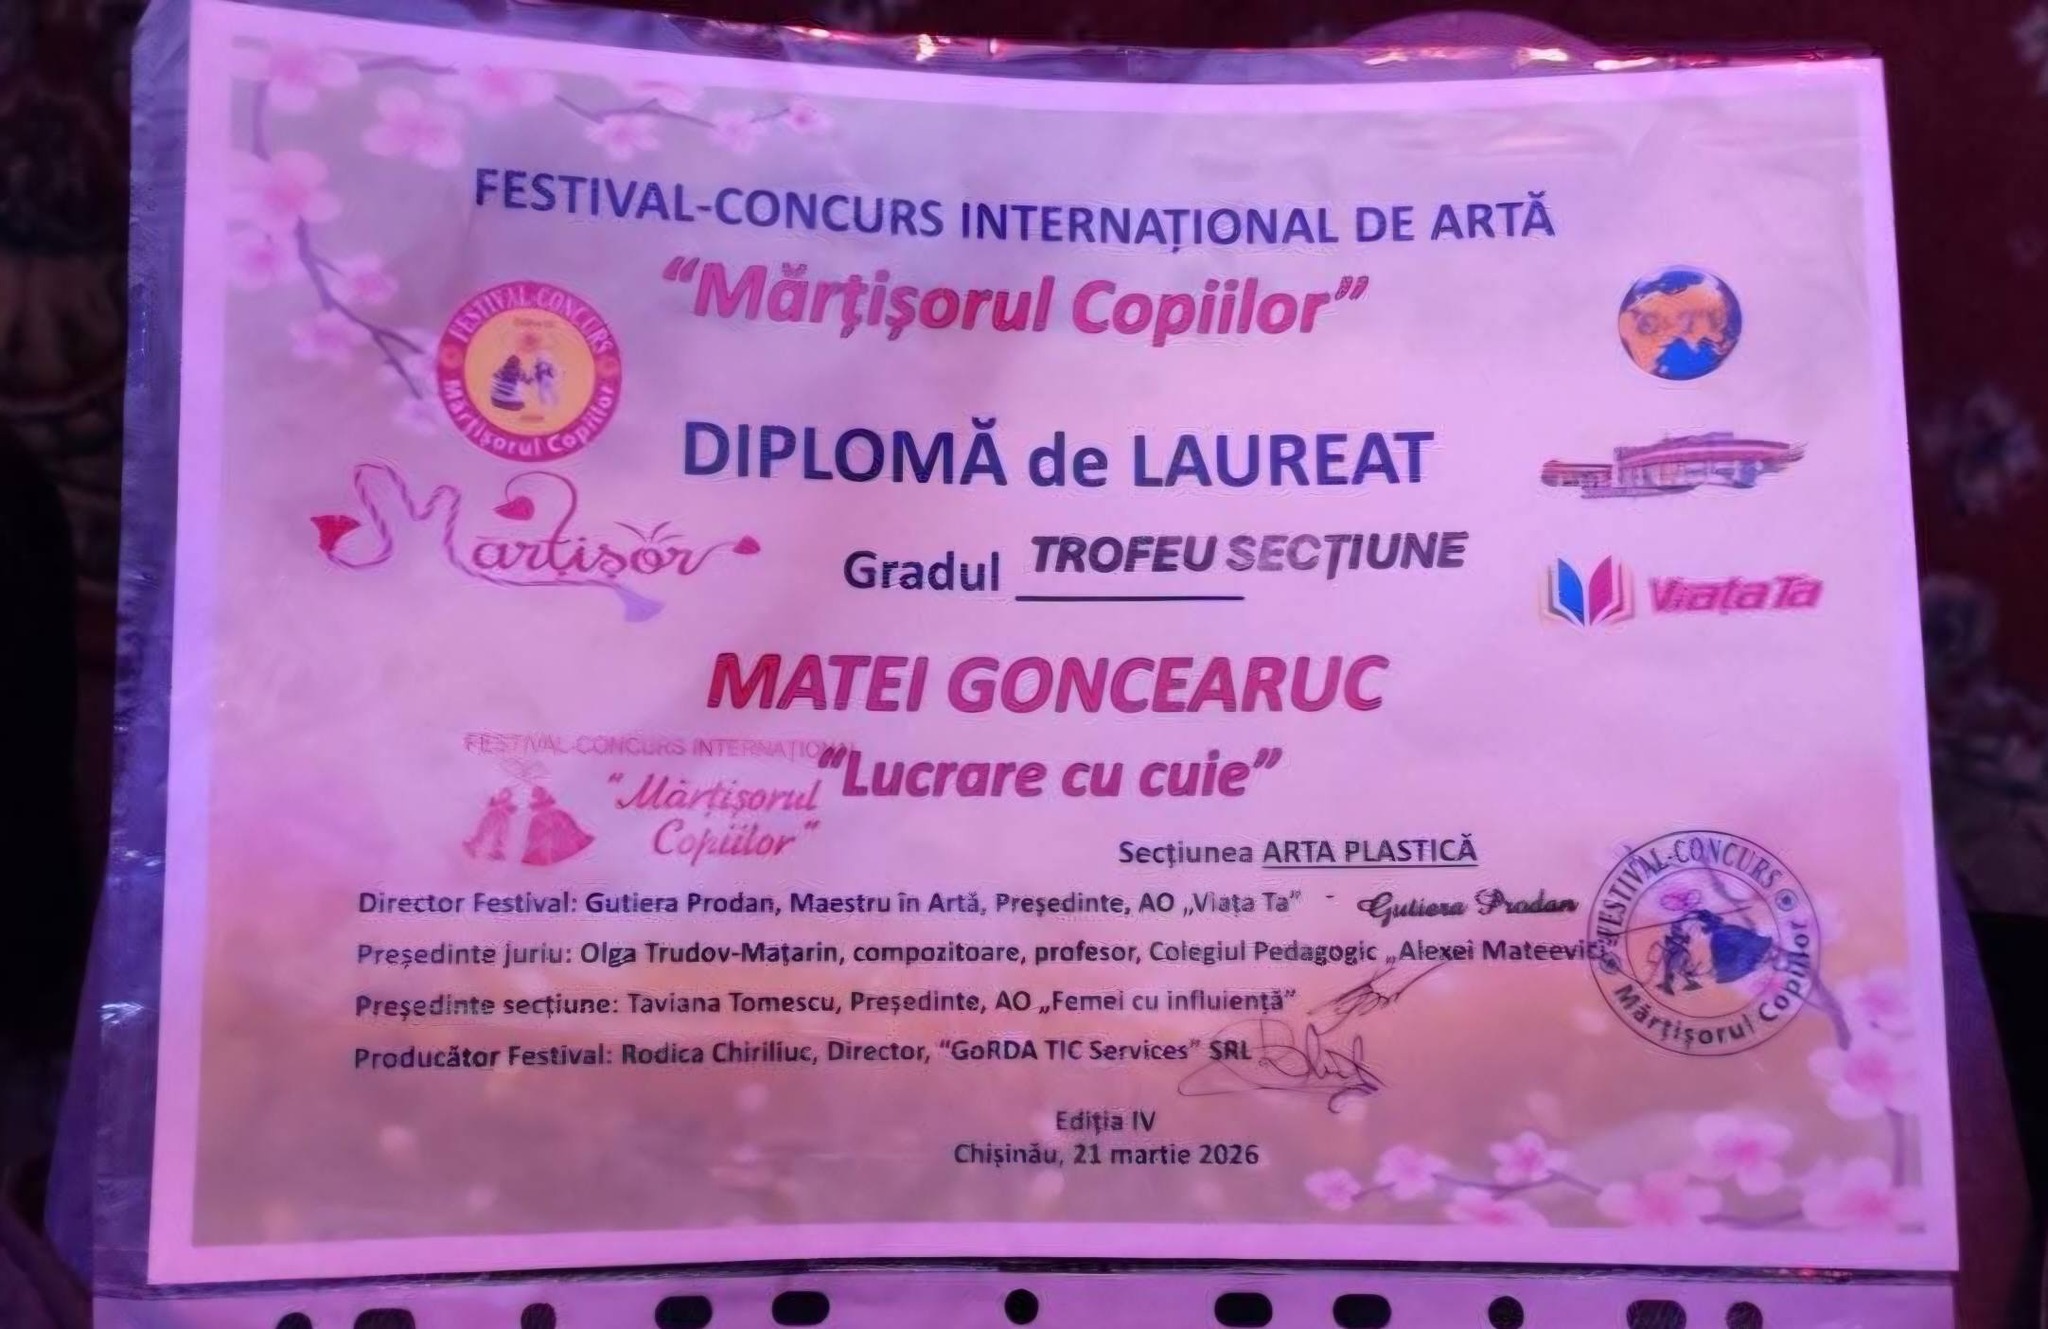 FESTIVAL-CONCURS INTERNAȚIONAL DE ARTĂ
“Mărțișorul Copiilor”
FESTIVAL-CONCURS
Mărțișorul Copiilor
DIPLOMĂ de LAUREAT
Mărțișor
Gradul TROFEU SECȚIUNE
Viața Ta
MATEI GONCEARUC
FESTIVAL-CONCURS INTERNAȚIONAL
“Mărțișorul
Copiilor”
“Lucrare cu cuie”
Secțiunea ARTA PLASTICĂ
Director Festival: Gutiera Prodan, Maestru în Artă, Președinte, AO „Viața Ta” - Gutiera Prodan
Președinte juriu: Olga Trudov-Mațarin, compozitoare, profesor, Colegiul Pedagogic „Alexei Mateevici
Președinte secțiune: Taviana Tomescu, Președinte, AO „Femei cu influiență”
Producător Festival: Rodica Chiriliuc, Director, “GoRDA TIC Services” SRL
FESTIVAL-CONCURS
Mărțișorul Copiilor
Ediția IV
Chișinău, 21 martie 2026